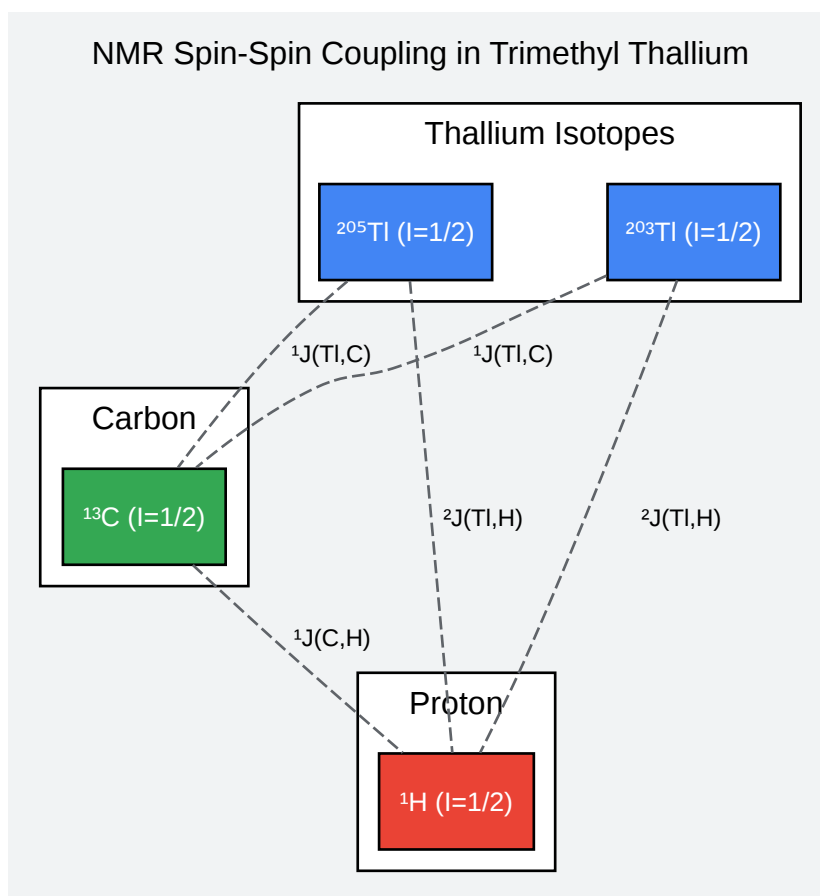 NMR Spin-Spin Coupling in Trimethyl Thallium
Thallium Isotopes
²⁰⁵Tl (I=1/2)
²⁰³Tl (I=1/2)
¹J(Tl,C)
¹J(Tl,C)
Carbon
¹³C (I=1/2)
²J(Tl,H)
²J(Tl,H)
¹J(C,H)
Proton
¹H (I=1/2)